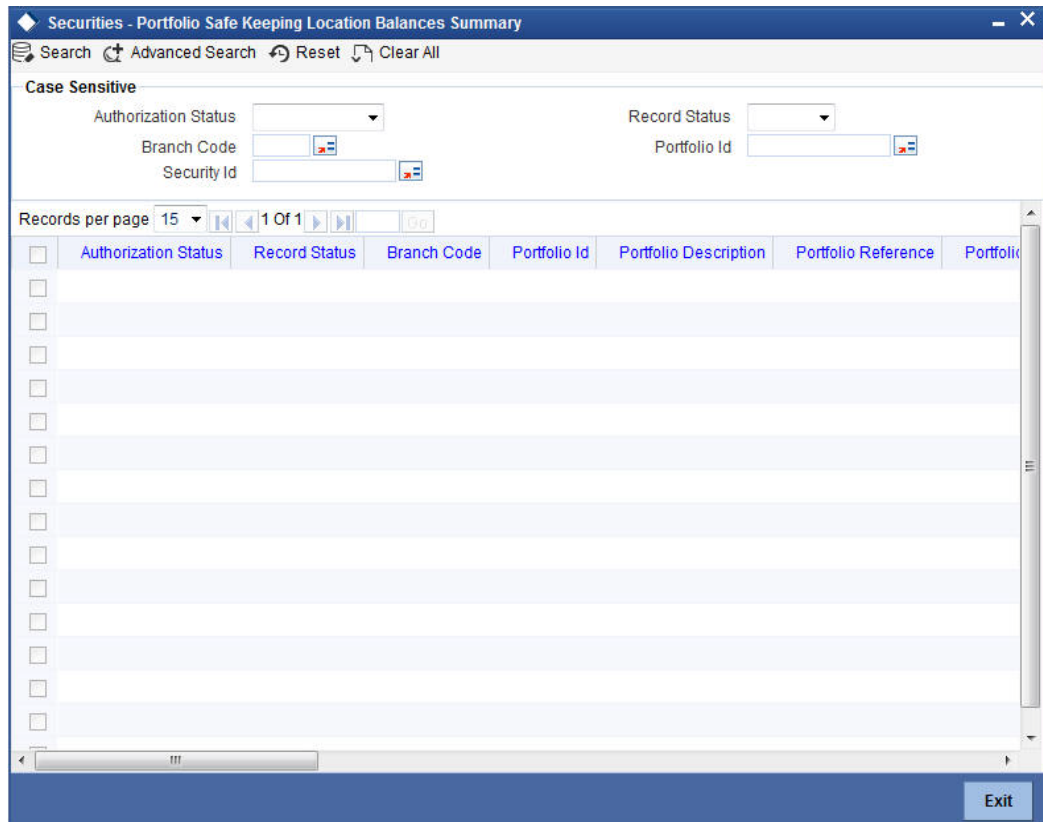 Securities - Portfolio Safe Keeping Location Balances Summary
Search Advanced Search Reset Clear All
Case Sensitive
Authorization Status Record Status
Branch Code Portfolio Id
Security Id
Records per page 15 1 Of 1 Go
Authorization Status Record Status Branch Code Portfolio Id Portfolio Description Portfolio Reference
Exit